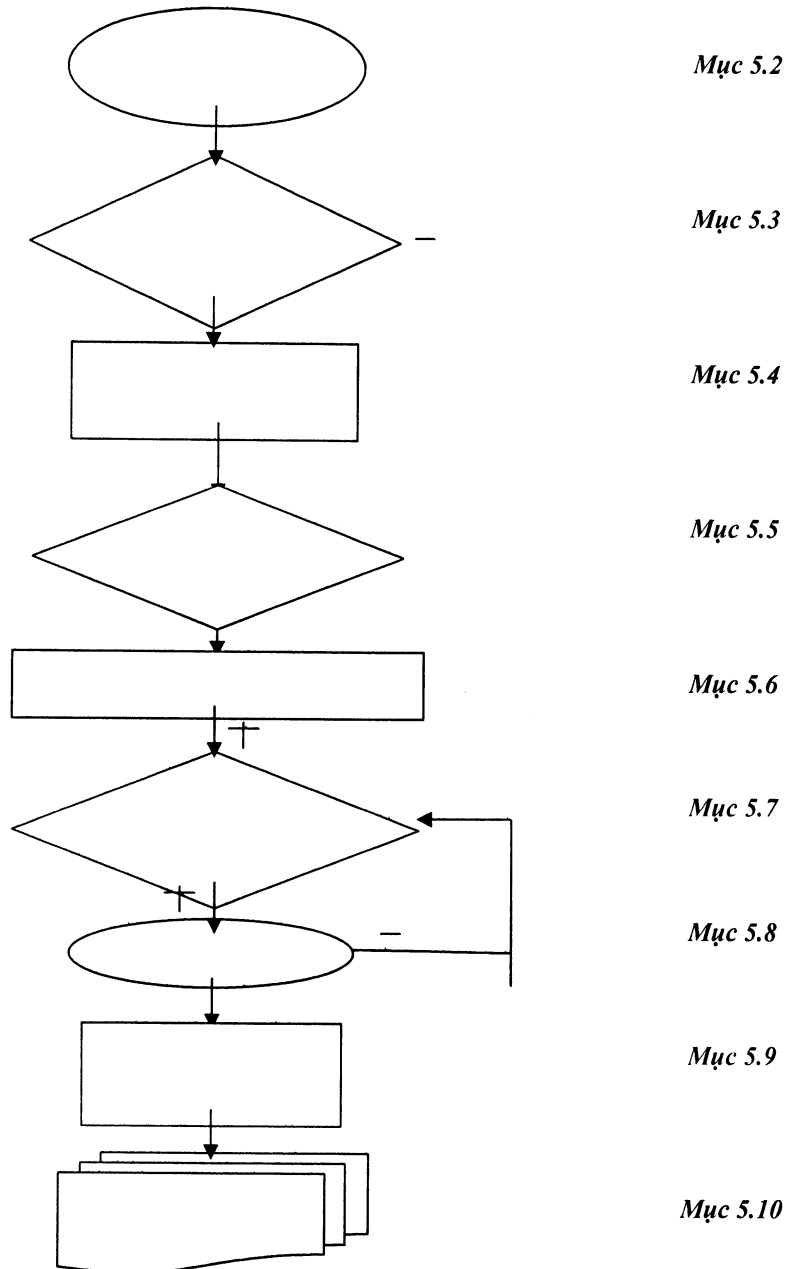 Mục 5.2
–
Mục 5.3
Mục 5.4
Mục 5.5
Mục 5.6
+
Mục 5.7
+
–
Mục 5.8
Mục 5.9
Mục 5.10